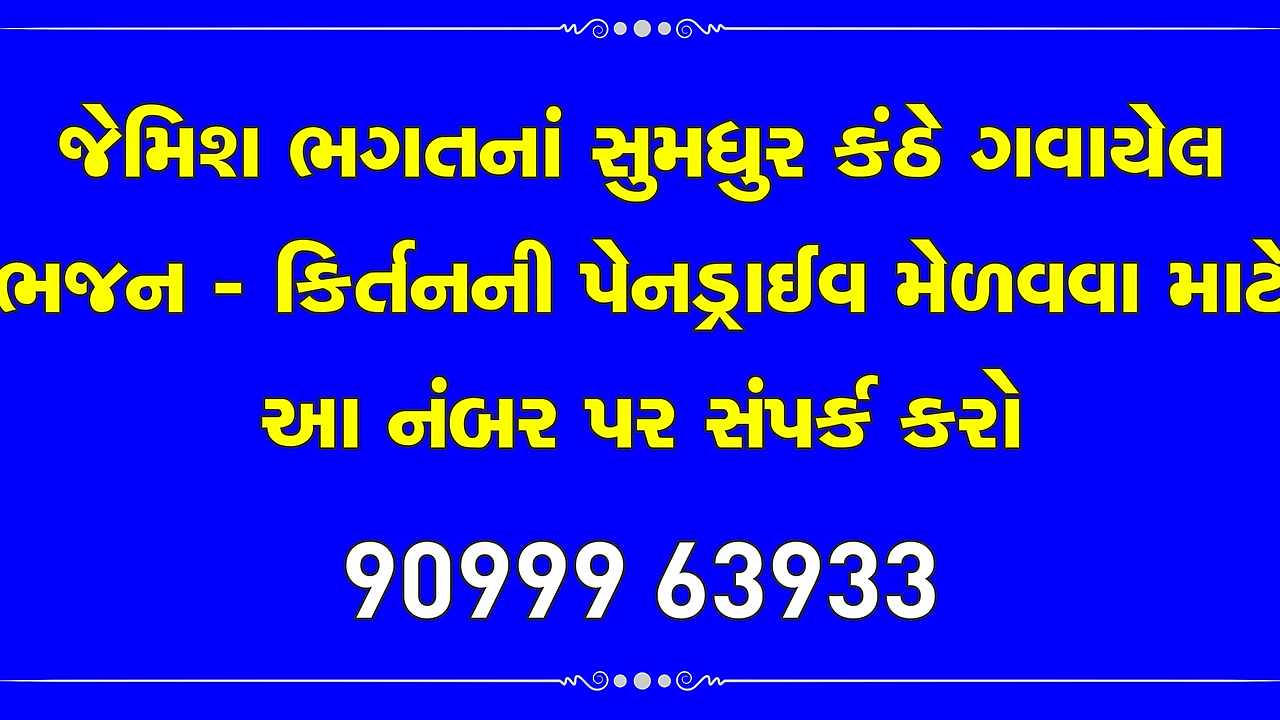 જેમિશ ભગતનાં સુમધુર કંઠે ગવાયેલ
ભજન - કિર્તનની પેનડ્રાઈવ મેળવવા માટે
આ નંબર પર સંપર્ક કરો
90999 63933